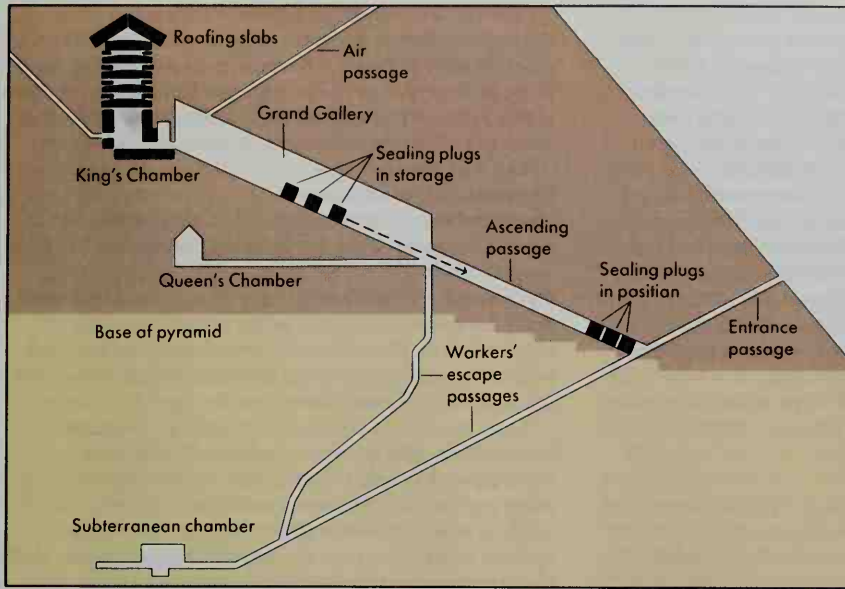 Roofing slabs
Air
passage
Grand Gallery
Sealing plugs
in storage
King's Chamber
Ascending
passage
Queen's Chamber
Sealing plugs
in position
Base of pyramid
Entrance
passage
Workers'
escape
passages
Subterranean chamber